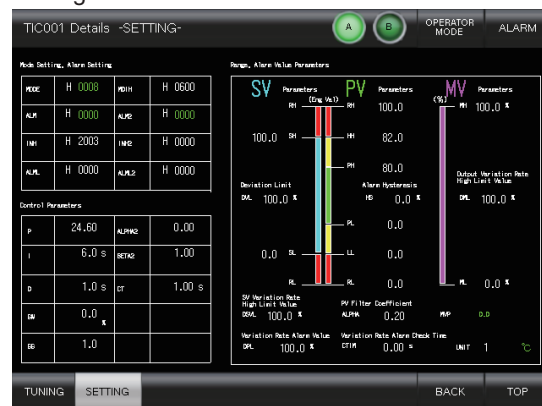 TIC001 Details -SETTING-
A
B
OPERATOR MODE
ALARM
Mode Setting, Alarm Setting
MODE H 0008 MDIH H 0600
ALM H 0000 ALM2 H 0000
INH H 2003 INH2 H 0000
ALML H 0000 ALML2 H 0000
Control Parameters
P 24.60 ALPHA2 0.00
I 6.0 s BETA2 1.00
D 1.0 s CT 1.00 s
GW 0.0 %
GG 1.0
Range, Alarm Value Parameters
SV Parameters PV Parameters MV Parameters
(Eng Val) (%)
RH RH 100.0 MH 100.0 %
100.0 SH HH 82.0
PH 80.0
Deviation Limit
DVL 100.0 %
Alarm Hysteresis
HS 0.0 %
Output Variation Rate
High Limit Value
DML 100.0 %
PL 0.0
0.0 SL LL 0.0
RL RL 0.0 ML 0.0 %
SV Variation Rate
High Limit Value
DSVL 100.0 %
PV Filter Coefficient
ALPHA 0.20
MVP 0.0
Variation Rate Alarm Value
DPL 100.0 %
Variation Rate Alarm Check Time
CTIM 0.00 s
UNIT 1 °C
TUNING
SETTING
BACK
TOP